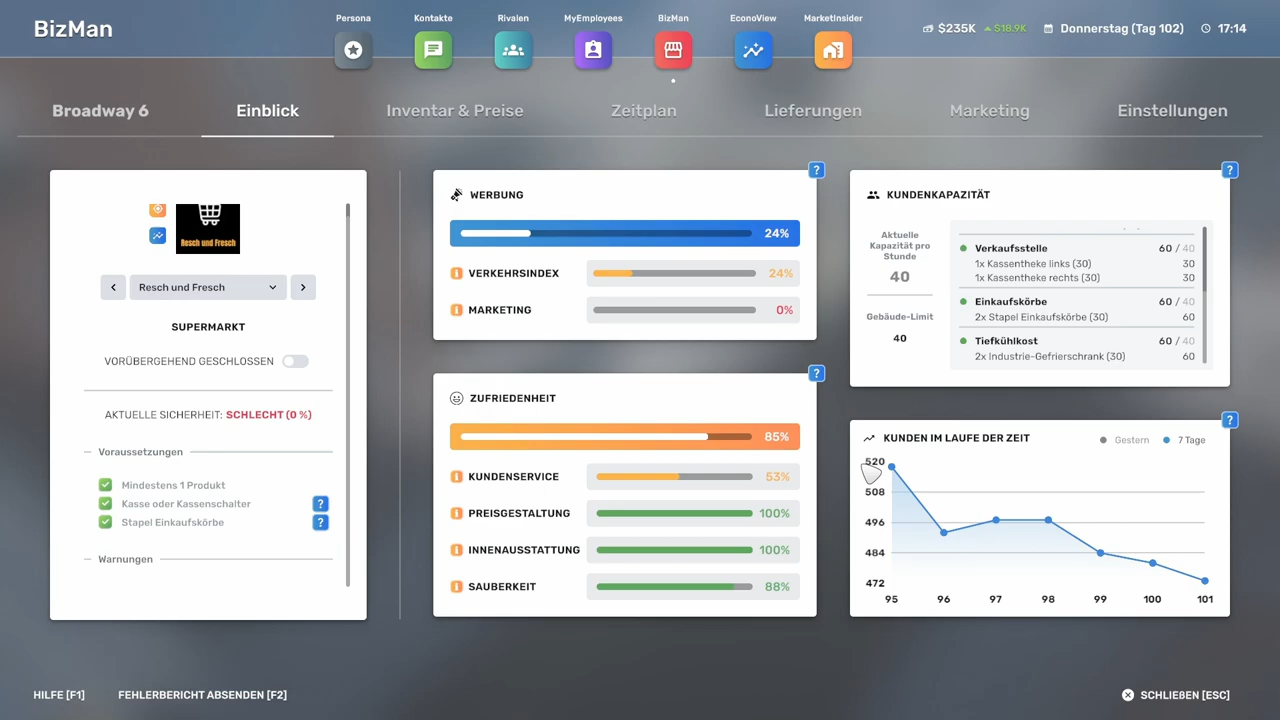 BizMan
Persona
Kontakte
Rivalen
MyEmployees
BizMan
EconoView
MarketInsider
$235K
$18.9K
Donnerstag (Tag 102)
17:14
Broadway 6
Einblick
Inventar & Preise
Zeitplan
Lieferungen
Marketing
Einstellungen
Resch und Fresch
Resch und Fresch
SUPERMARKT
VORÜBERGEHEND GESCHLOSSEN
AKTUELLE SICHERHEIT: SCHLECHT (0 %)
Voraussetzungen
Mindestens 1 Produkt
Kasse oder Kassenschalter
?
Stapel Einkaufskörbe
?
Warnungen
?
WERBUNG
24%
VERKEHRSINDEX
24%
MARKETING
0%
?
ZUFRIEDENHEIT
85%
KUNDENSERVICE
53%
PREISGESTALTUNG
100%
INNENAUSSTATTUNG
100%
SAUBERKEIT
88%
?
KUNDENKAPAZITÄT
Aktuelle
Kapazität pro
Stunde
40
Gebäude-Limit
40
Verkaufsstelle
60 / 40
1x Kassentheke links (30)
30
1x Kassentheke rechts (30)
30
Einkaufskörbe
60 / 40
2x Stapel Einkaufskörbe (30)
60
Tiefkühlkost
60 / 40
2x Industrie-Gefrierschrank (30)
60
?
KUNDEN IM LAUFE DER ZEIT
Gestern
7 Tage
520
508
496
484
472
95
96
97
98
99
100
101
HILFE [F1]
FEHLERBERICHT ABSENDEN [F2]
SCHLIEẞEN [ESC]